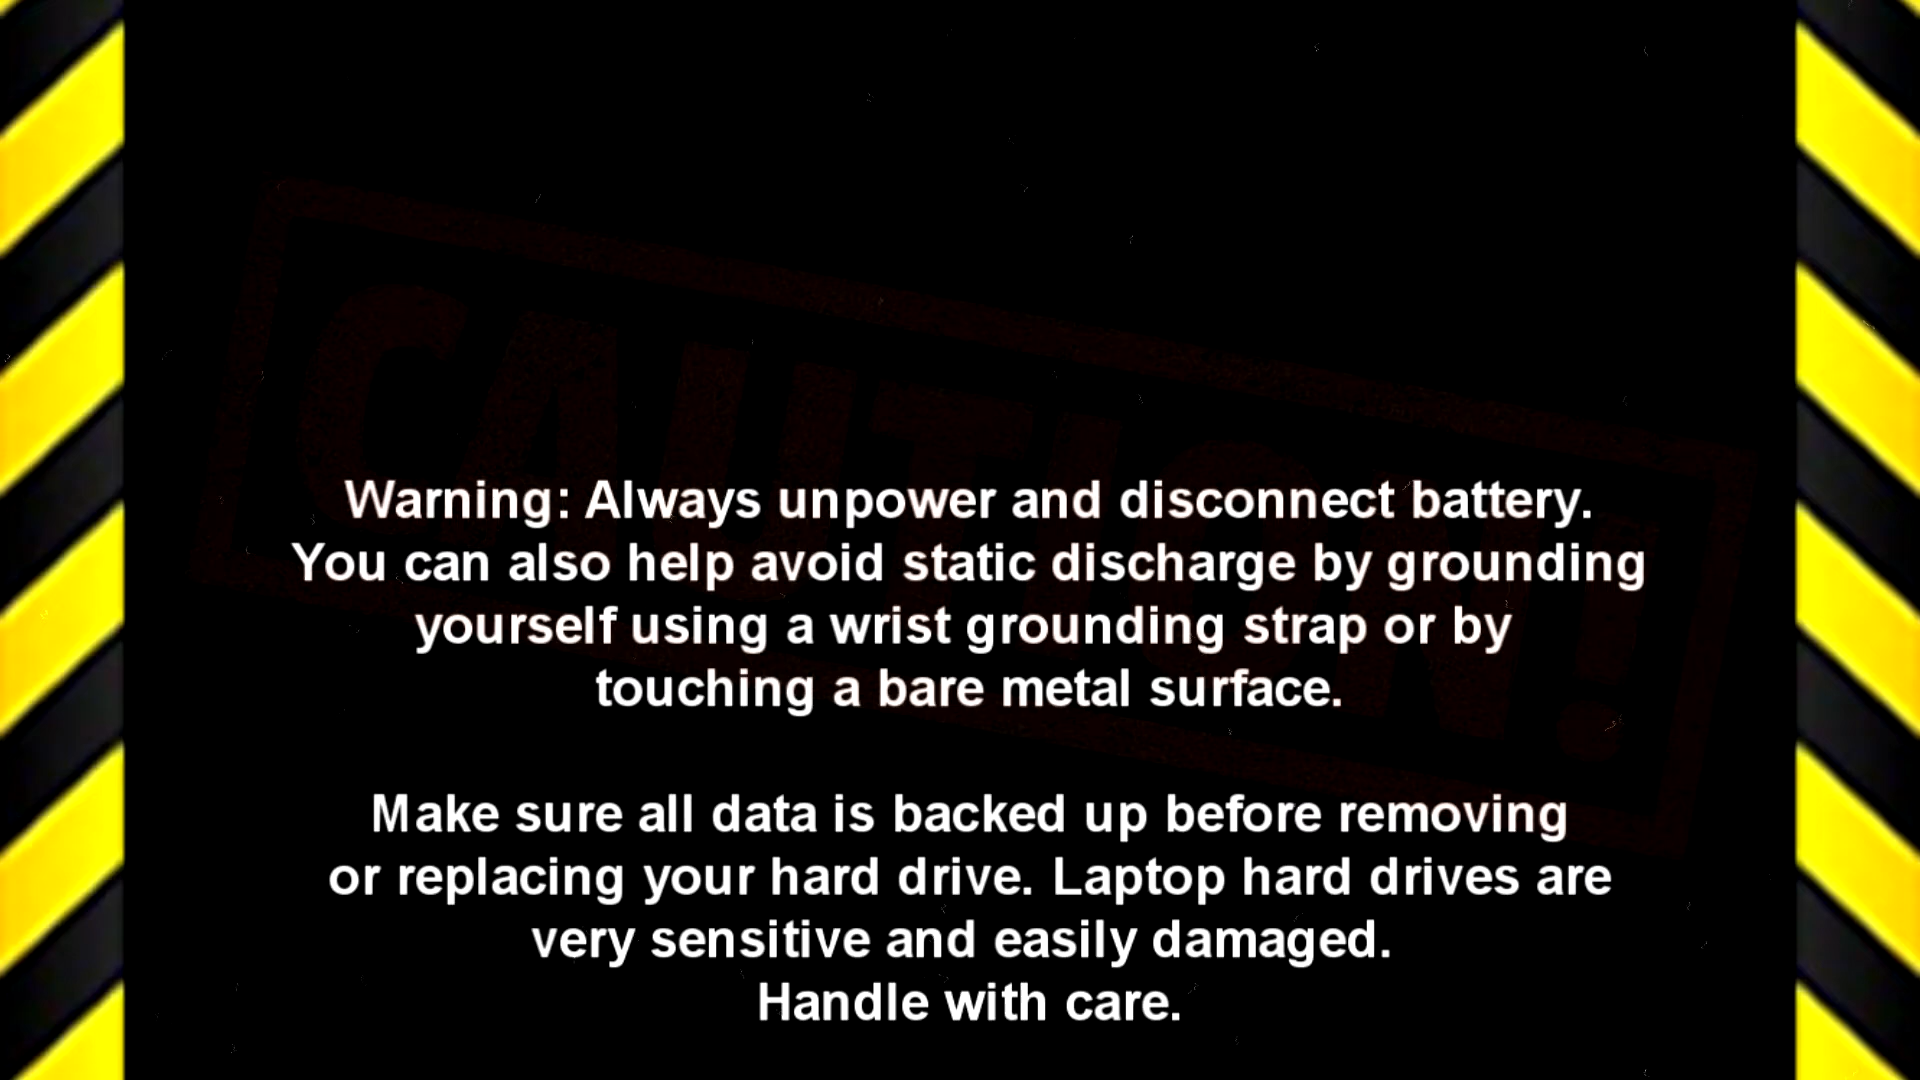 CAUTION!
Warning: Always unpower and disconnect battery.
You can also help avoid static discharge by grounding
yourself using a wrist grounding strap or by
touching a bare metal surface.
Make sure all data is backed up before removing
or replacing your hard drive. Laptop hard drives are
very sensitive and easily damaged.
Handle with care.